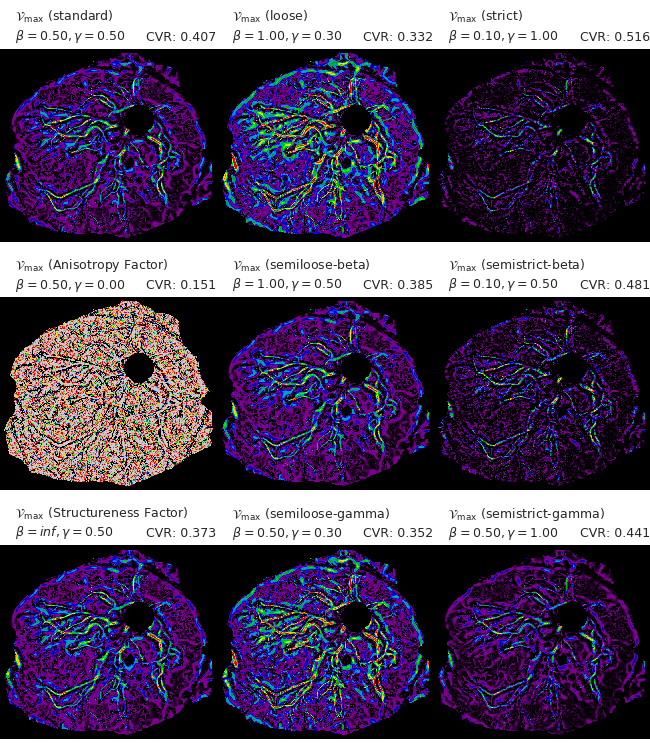 𝒱max (standard)
β = 0.50, γ = 0.50 CVR: 0.407
𝒱max (loose)
β = 1.00, γ = 0.30 CVR: 0.332
𝒱max (strict)
β = 0.10, γ = 1.00 CVR: 0.516
𝒱max (Anisotropy Factor)
β = 0.50, γ = 0.00 CVR: 0.151
𝒱max (semiloose-beta)
β = 1.00, γ = 0.50 CVR: 0.385
𝒱max (semistrict-beta)
β = 0.10, γ = 0.50 CVR: 0.481
𝒱max (Structureness Factor)
β = inf, γ = 0.50 CVR: 0.373
𝒱max (semiloose-gamma)
β = 0.50, γ = 0.30 CVR: 0.352
𝒱max (semistrict-gamma)
β = 0.50, γ = 1.00 CVR: 0.441